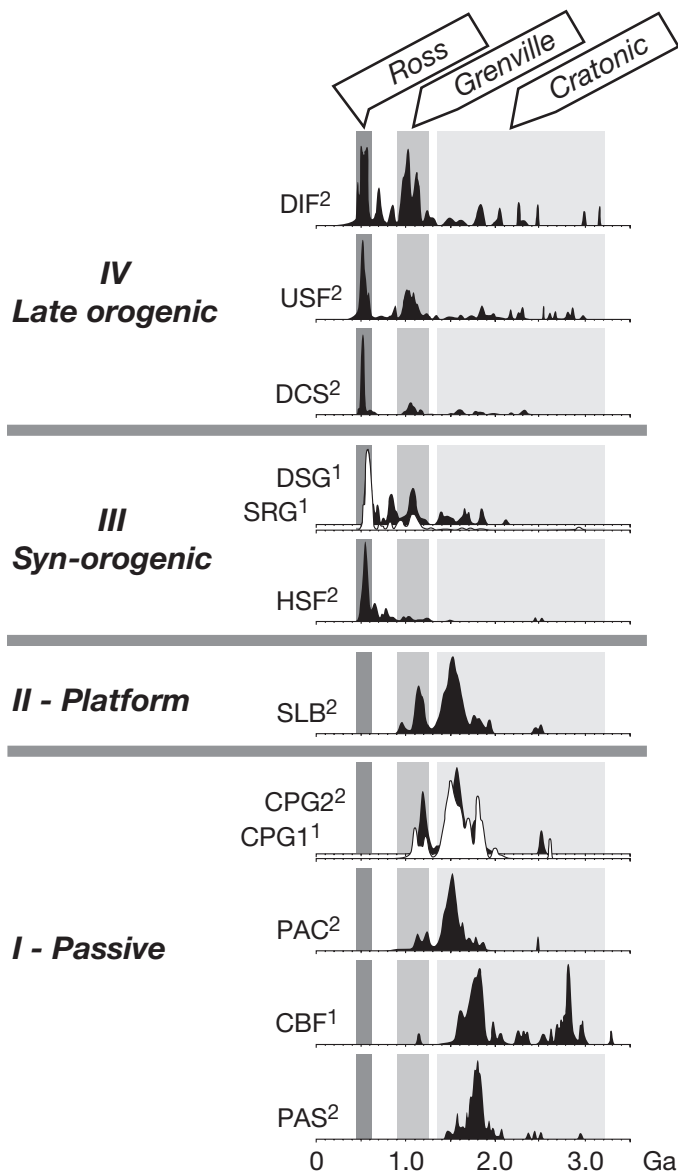 Ross
Grenville
Cratonic
DIF²
IV
Late orogenic
USF²
DCS²
DSG¹
SRG¹
III
Syn-orogenic
HSF²
II - Platform
SLB²
CPG2²
CPG1¹
PAC²
I - Passive
CBF¹
PAS²
0 1.0 2.0 3.0 Ga